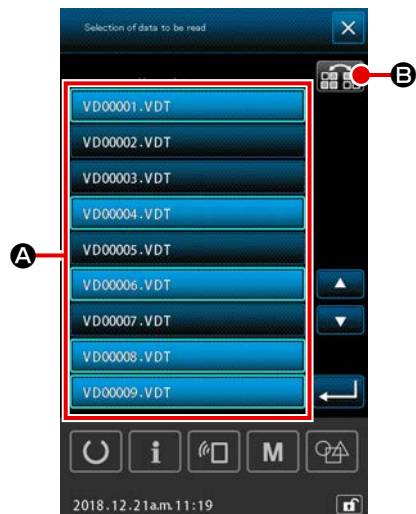 Selection of data to be read
B
VD00001.VDT
VD00002.VDT
VD00003.VDT
VD00004.VDT
A
VD00005.VDT
VD00006.VDT
VD00007.VDT
VD00008.VDT
VD00009.VDT
i
M
2018.12.21a.m.11:19